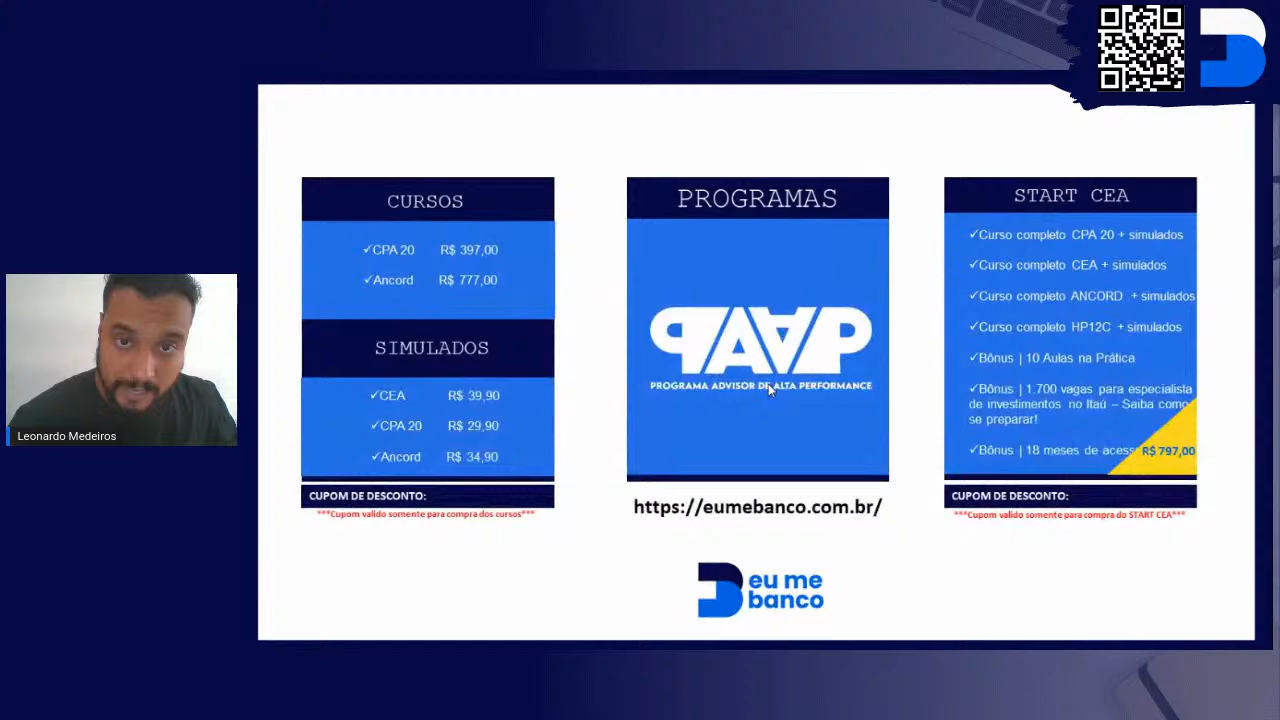 CURSOS
✓CPA 20 R$ 397,00
✓Ancord R$ 777,00
SIMULADOS
✓CEA R$ 39,90
✓CPA 20 R$ 29,90
✓Ancord R$ 34,90
CUPOM DE DESCONTO:
***Cupom valido somente para compra dos cursos***
PROGRAMAS
PAAP
PROGRAMA ADVISOR DE ALTA PERFORMANCE
https://eumebanco.com.br/
START CEA
✓Curso completo CPA 20 + simulados
✓Curso completo CEA + simulados
✓Curso completo ANCORD + simulados
✓Curso completo HP12C + simulados
✓Bônus | 10 Aulas na Prática
✓Bônus | 1.700 vagas para especialista
de investimentos no Itaú – Saiba como
se preparar!
✓Bônus | 18 meses de acess R$ 797,00
CUPOM DE DESCONTO:
***Cupom valido somente para compra do START CEA***
eu me
banco
Leonardo Medeiros